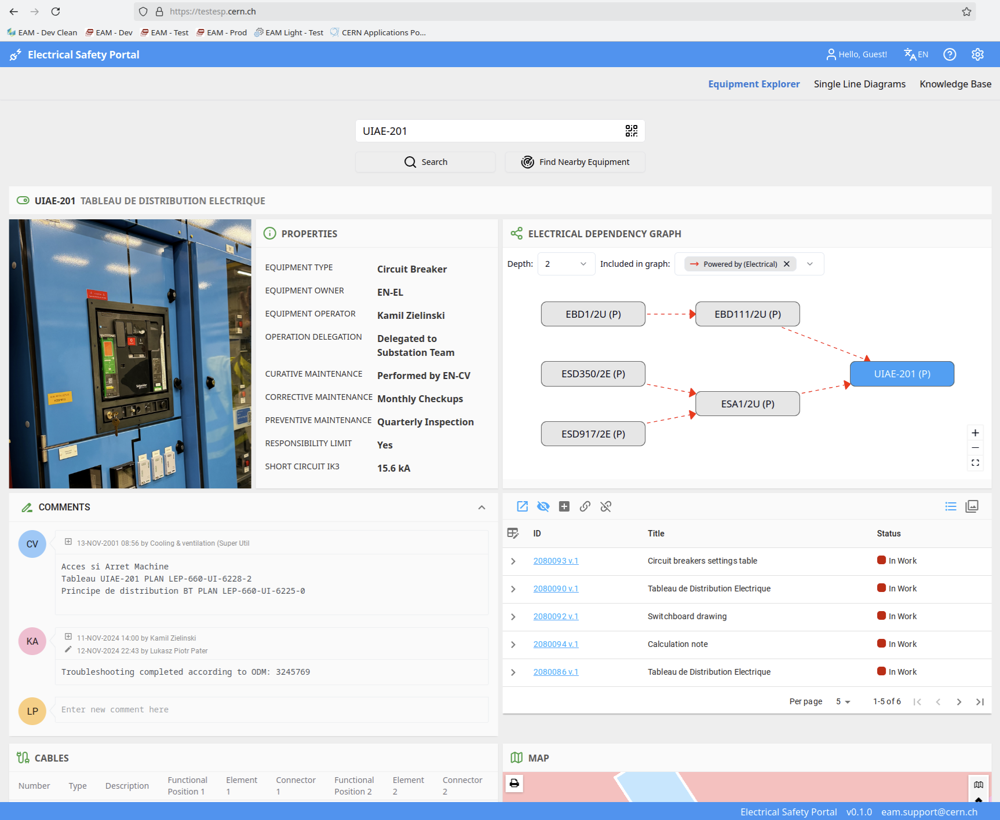 https://testesp.cern.ch
EAM - Dev Clean
EAM - Dev
EAM - Test
EAM - Prod
EAM Light - Test
CERN Applications Po...
Electrical Safety Portal
Hello, Guest!
EN
Equipment Explorer
Single Line Diagrams
Knowledge Base
UIAE-201
Search
Find Nearby Equipment
UIAE-201 TABLEAU DE DISTRIBUTION ELECTRIQUE
PROPERTIES
EQUIPMENT TYPE Circuit Breaker
EQUIPMENT OWNER EN-EL
EQUIPMENT OPERATOR Kamil Zielinski
OPERATION DELEGATION Delegated to
Substation Team
CURATIVE MAINTENANCE Performed by EN-CV
CORRECTIVE MAINTENANCE Monthly Checkups
PREVENTIVE MAINTENANCE Quarterly Inspection
RESPONSIBILITY LIMIT Yes
SHORT CIRCUIT IK3 15.6 kA
ELECTRICAL DEPENDENCY GRAPH
Depth: 2 Included in graph: Powered by (Electrical)
EBD1/2U (P)
EBD111/2U (P)
ESD350/2E (P)
UIAE-201 (P)
ESA1/2U (P)
ESD917/2E (P)
COMMENTS
CV
13-NOV-2001 08:56 by Cooling & ventilation (Super Util
Acces si Arret Machine
Tableau UIAE-201 PLAN LEP-660-UI-6228-2
Principe de distribution BT PLAN LEP-660-UI-6225-0
KA
11-NOV-2024 14:00 by Kamil Zielinski
12-NOV-2024 22:43 by Lukasz Piotr Pater
Troubleshooting completed according to ODM: 3245769
LP
Enter new comment here
ID Title Status
2080093 v.1 Circuit breakers settings table In Work
2080090 v.1 Tableau de Distribution Electrique In Work
2080092 v.1 Switchboard drawing In Work
2080094 v.1 Calculation note In Work
2080086 v.1 Tableau de Distribution Electrique In Work
Per page 5 1-5 of 6
CABLES
Number Type Description Functional Position 1 Element 1 Connector 1 Functional Position 2 Element 2 Connector 2
MAP
Electrical Safety Portal v0.1.0 eam.support@cern.ch